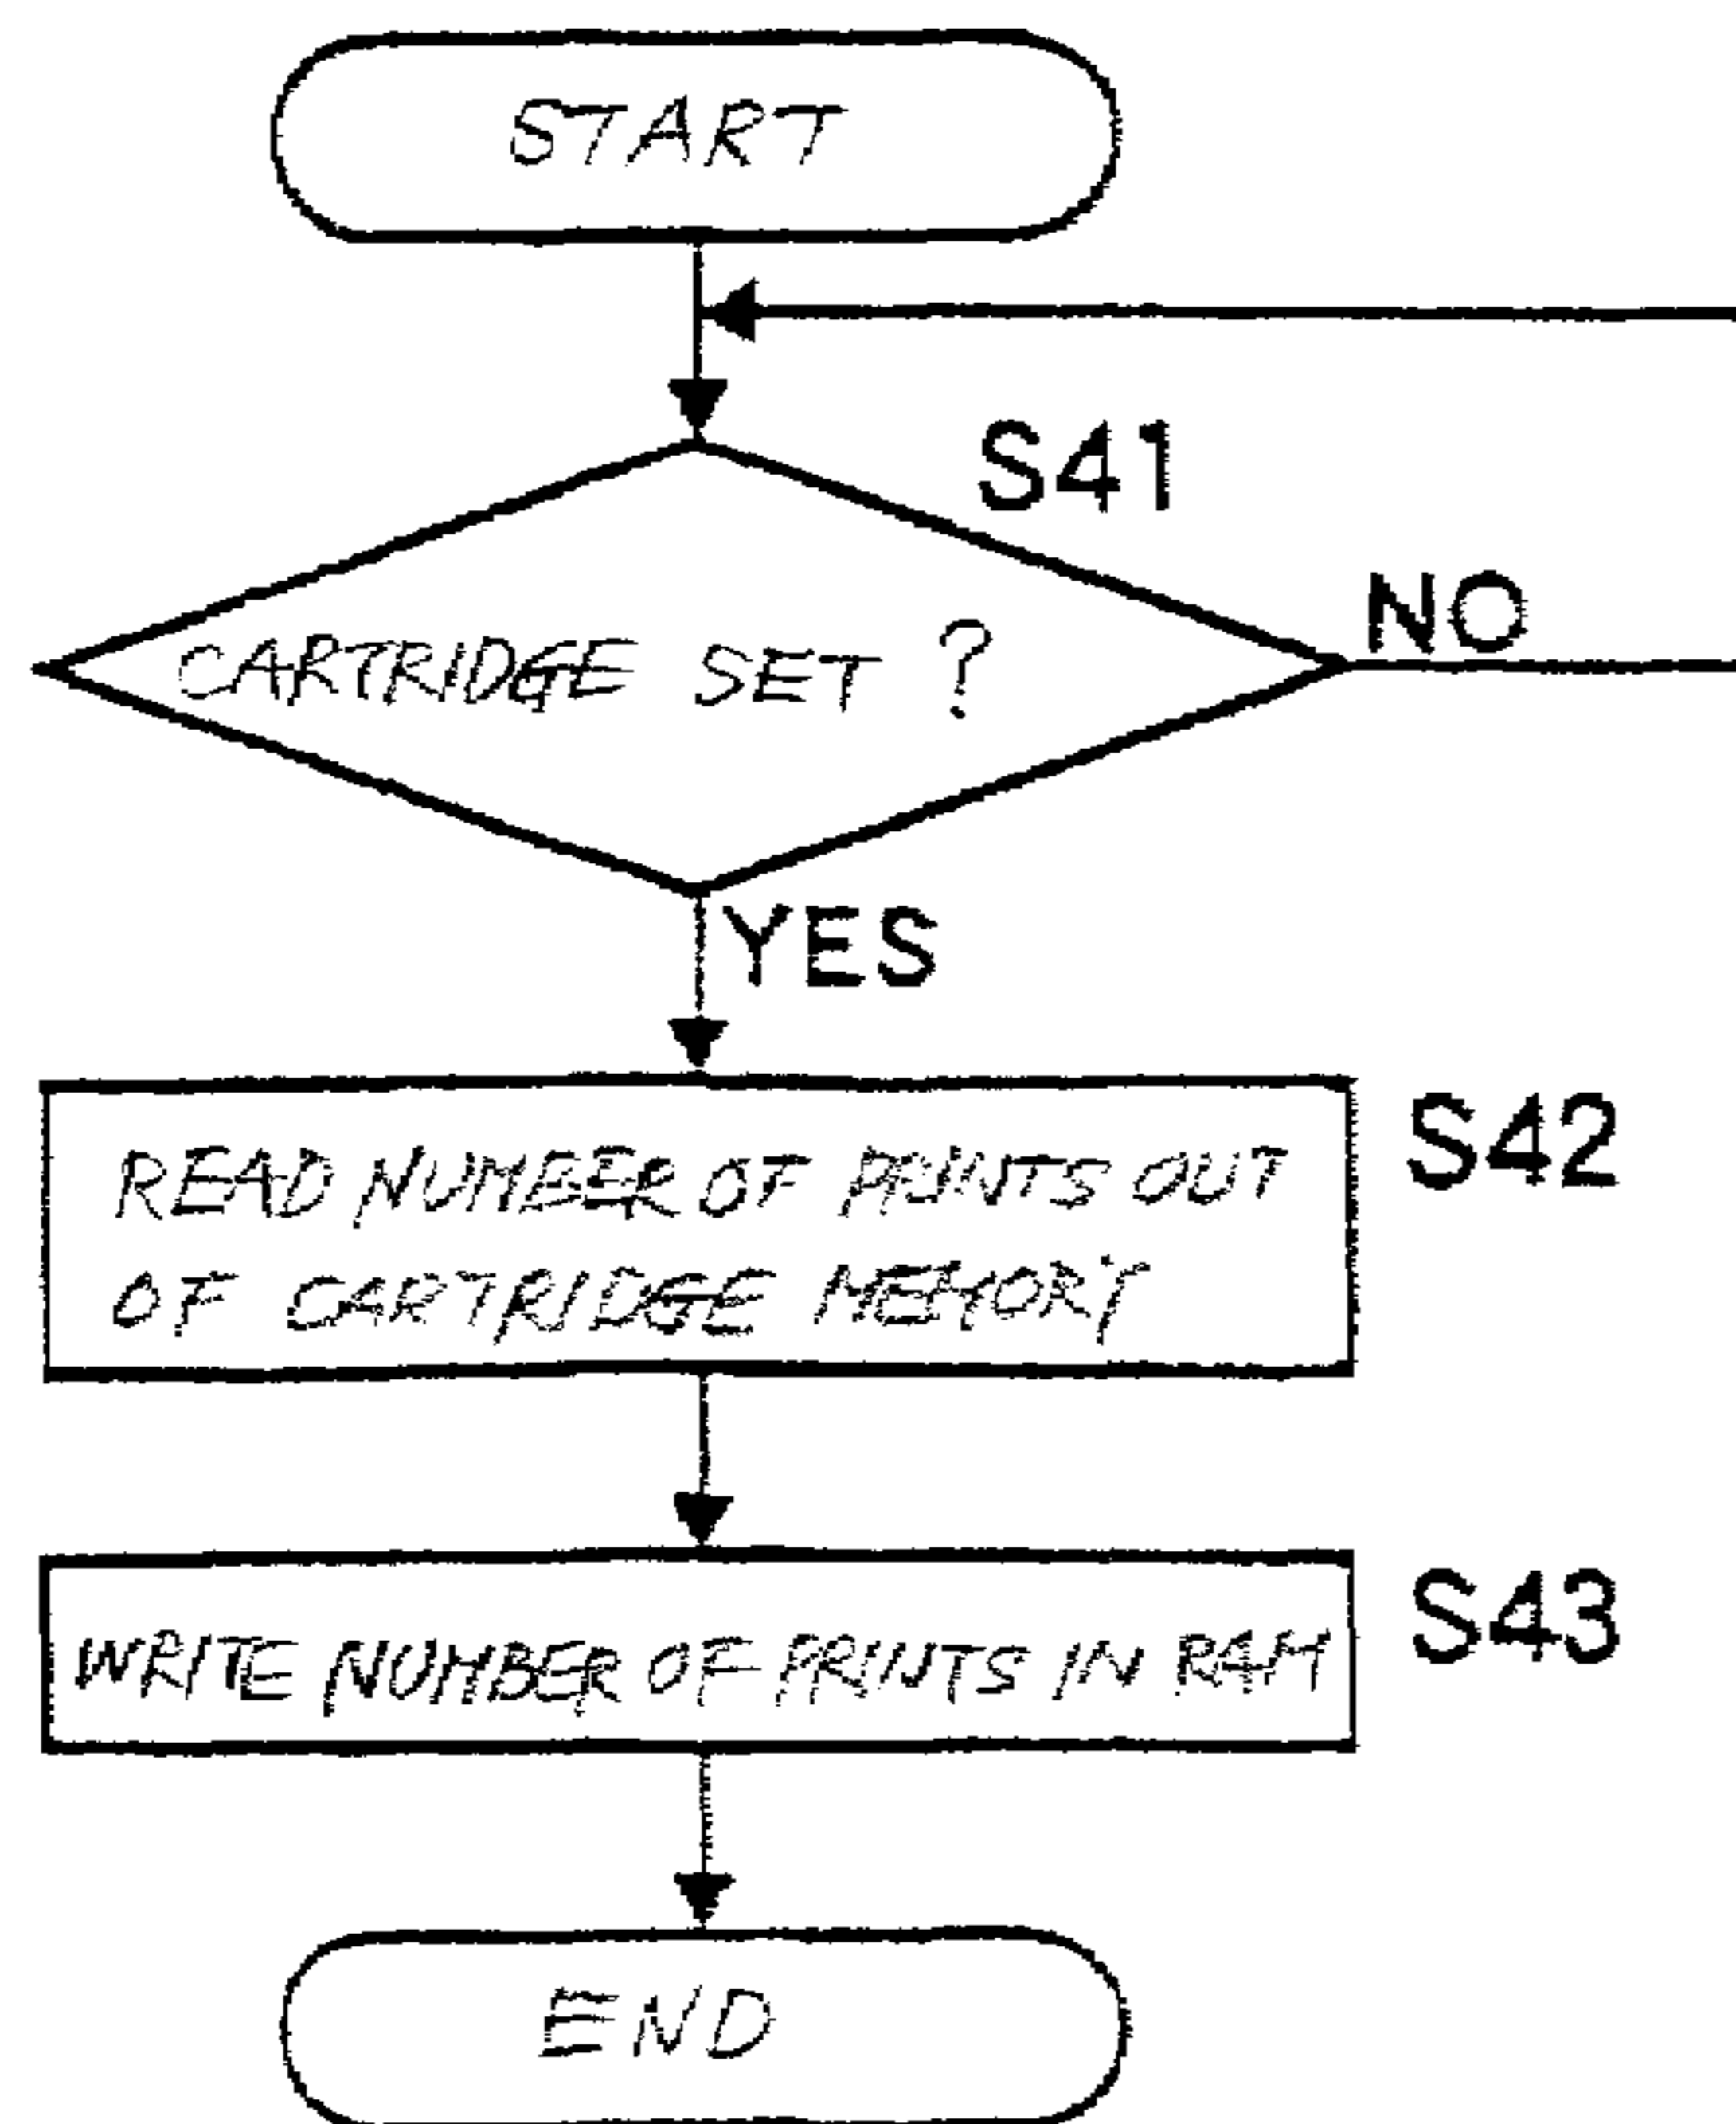 START
S41
CARTRIDGE SET ?
NO
YES
S42
READ NUMBER OF PRINTS OUT
OF CARTRIDGE MEMORY
S43
WRITE NUMBER OF PRINTS IN RAM
END